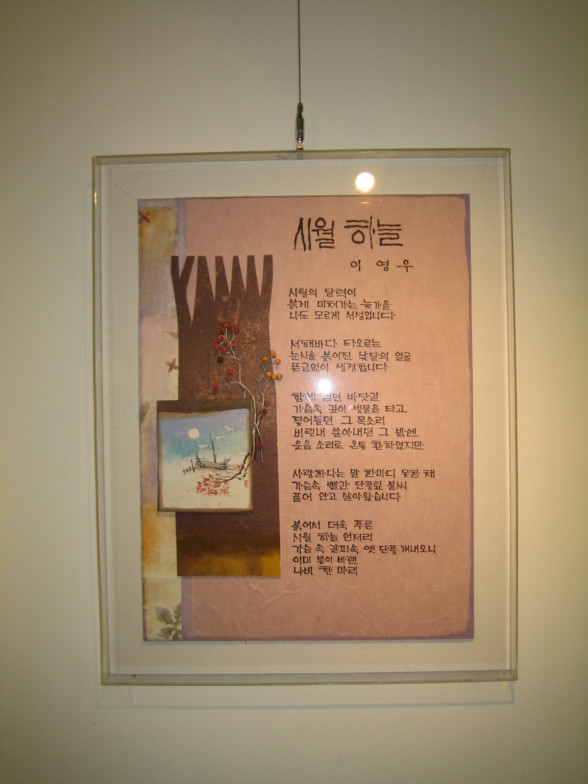 시월 하늘
이 영 우
시월의 달력이
붉게 미쳐가는 늦가을
나도 모르게 서성입니다
서해바다 타오르는
눈시울 붉어진 낯달의 얼굴
뜬금없이 생경합니다
함께 걷던 바닷길
가슴속 깊이 뱃물을 타고
젖어들던 그 목소리
비릿내 쏟아내던 그 밤엔
웃음 소리로 온통 환하였지만
사랑한다는 말 한마디 못한 채
가슴속 빨간 단풍잎 불씨
품어 안고 살아왔습니다
붉어서 더욱 푸른
시월 하늘 언저리
가슴 속 갈피속 옛 단풍 꺼내오니
이미 빛이 바랜
나비 한 마리